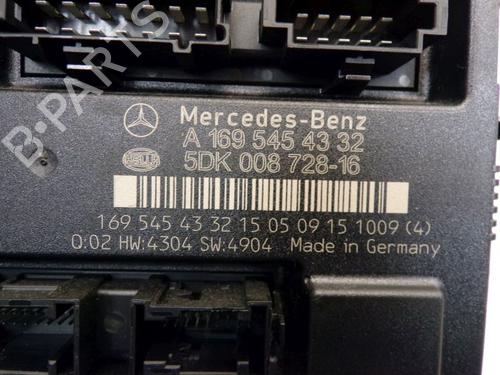 B-PARTS
Mercedes-Benz
A 169 545 43 32
HELLA
5DK 008 728-16
169 545 43 32 15 05 09 15 1009 (4)
Q:02 HW:4304 SW:4904 Made in Germany